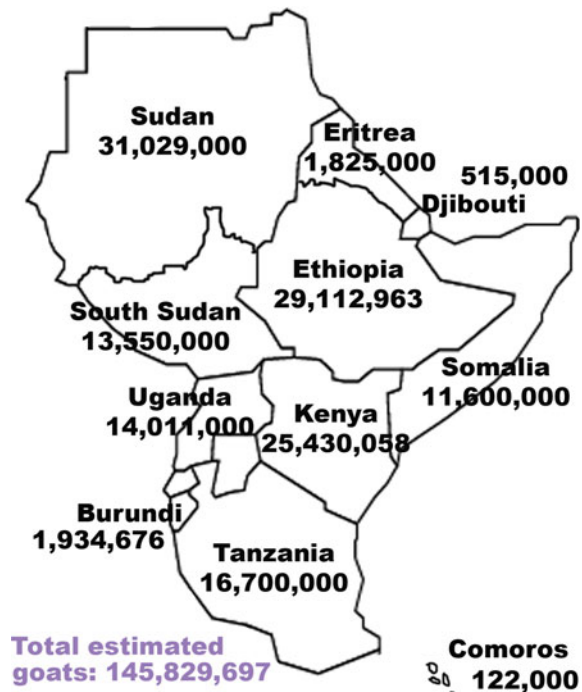 Sudan
31,029,000
Eritrea
1,825,000
515,000
Djibouti
Ethiopia
29,112,963
South Sudan
13,550,000
Somalia
11,600,000
Uganda
14,011,000
Kenya
25,430,058
Burundi
1,934,676
Tanzania
16,700,000
Total estimated
goats: 145,829,697
Comoros
122,000